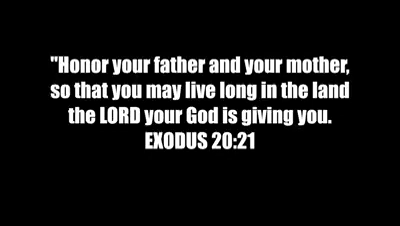 "Honor your father and your mother,
so that you may live long in the land
the LORD your God is giving you.
EXODUS 20:21